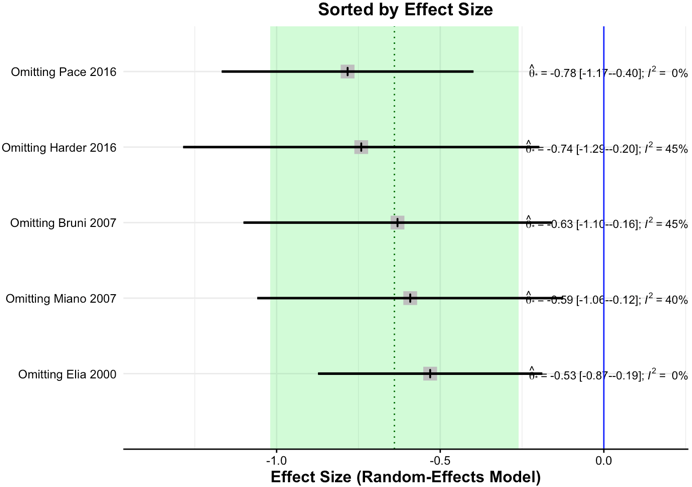 Sorted by Effect Size
Omitting Pace 2016 θ̂* = -0.78 [-1.17--0.40]; I² = 0%
Omitting Harder 2016 θ̂* = -0.74 [-1.29--0.20]; I² = 45%
Omitting Bruni 2007 θ̂* = -0.63 [-1.10--0.16]; I² = 45%
Omitting Miano 2007 θ̂* = -0.59 [-1.06--0.12]; I² = 40%
Omitting Elia 2000 θ̂* = -0.53 [-0.87--0.19]; I² = 0%
-1.0 -0.5 0.0
Effect Size (Random-Effects Model)